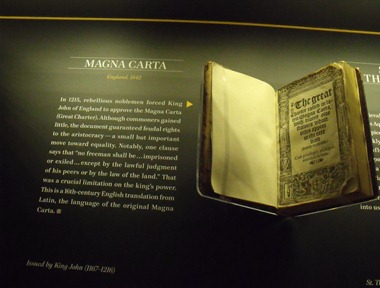 MAGNA CARTA
England, 1542
In 1215, rebellious noblemen forced King
John of England to approve the Magna Carta
(Great Charter). Although commoners gained
little, the document guaranteed feudal rights
to the aristocracy—a small but important
move toward equality. Notably, one clause
says that "no freeman shall be...imprisoned
or exiled...except by the lawful judgment
of his peers or by the law of the land." That
was a crucial limitation on the king's power.
This is a 16th-century English translation from
Latin, the language of the original Magna
Carta.
Issued by King John (1167-1216)
The great
TH
St. T